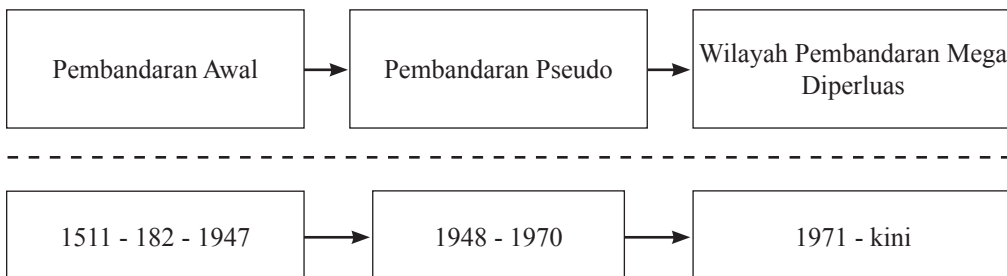 Pembandaran Awal
Pembandaran Pseudo
Wilayah Pembandaran Mega
Diperluas
1511 - 182 - 1947
1948 - 1970
1971 - kini